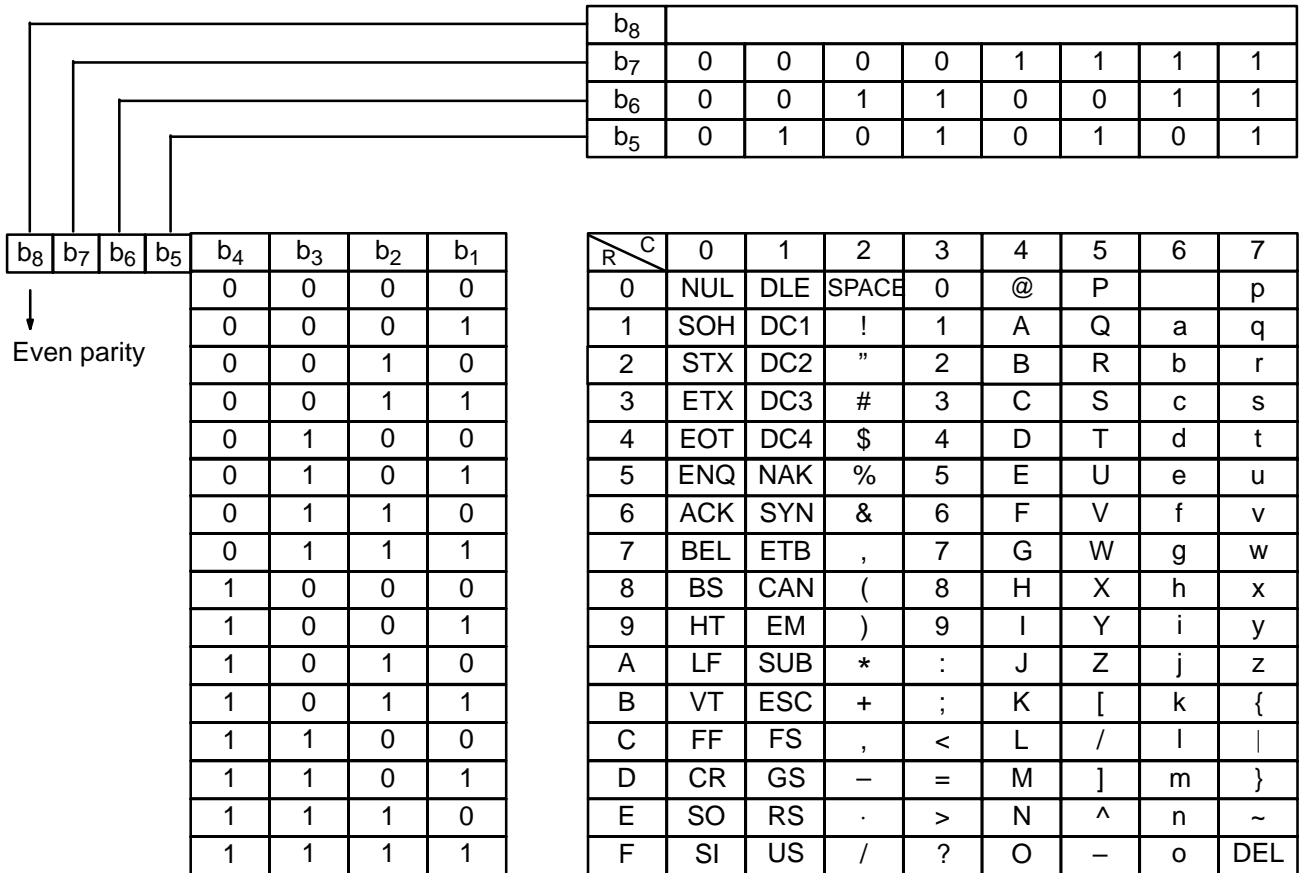 b8
b7 0 0 0 0 1 1 1 1
b6 0 0 1 1 0 0 1 1
b5 0 1 0 1 0 1 0 1
b8 b7 b6 b5 b4 b3 b2 b1
R C 0 1 2 3 4 5 6 7
0 0 0 0 0 NUL DLE SPACE 0 @ P p
0 0 0 1 1 SOH DC1 ! 1 A Q a q
Even parity
0 0 1 0 2 STX DC2 ” 2 B R b r
0 0 1 1 3 ETX DC3 # 3 C S c s
0 1 0 0 4 EOT DC4 $ 4 D T d t
0 1 0 1 5 ENQ NAK % 5 E U e u
0 1 1 0 6 ACK SYN & 6 F V f v
0 1 1 1 7 BEL ETB , 7 G W g w
1 0 0 0 8 BS CAN ( 8 H X h x
1 0 0 1 9 HT EM ) 9 I Y i y
1 0 1 0 A LF SUB * : J Z j z
1 0 1 1 B VT ESC + ; K [ k {
1 1 0 0 C FF FS , < L / l |
1 1 0 1 D CR GS – = M ] m }
1 1 1 0 E SO RS · > N ^ n ~
1 1 1 1 F SI US / ? O – o DEL